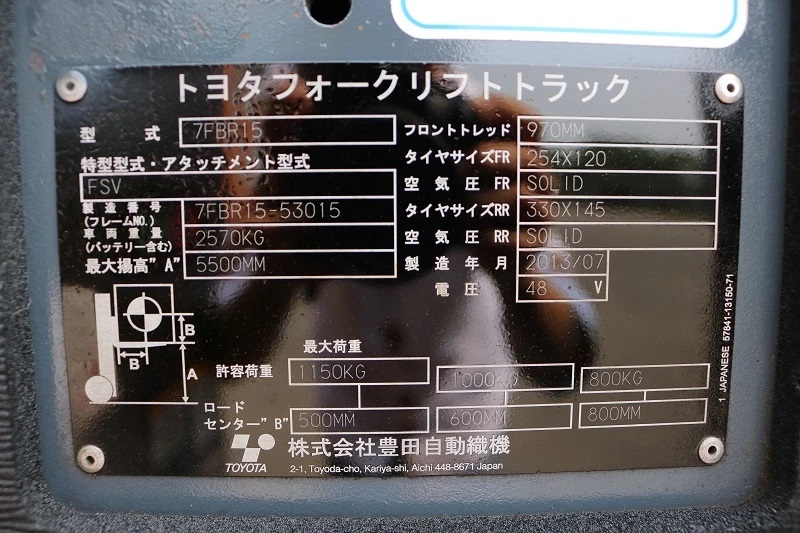 トヨタフォークリフトトラック
型式 7FBR15
特型型式・アタッチメント型式
FSV
製造番号
(フレームNO.) 7FBR15-53015
車両重量
(バッテリー含む) 2570KG
最大揚高"A" 5500MM
フロントトレッド 970MM
タイヤサイズFR 254X120
空気圧 FR SOLID
タイヤサイズRR 330X145
空気圧 RR SOLID
製造年月 2013/07
電圧 48 V
B
B
A
最大荷重
許容荷重 1150KG 1000KG 800KG
ロード
センター"B" 500MM 600MM 800MM
TOYOTA
株式会社豊田自動織機
2-1, Toyoda-cho, Kariya-shi, Aichi 448-8671 Japan
1 JAPANESE 57841-13150-71